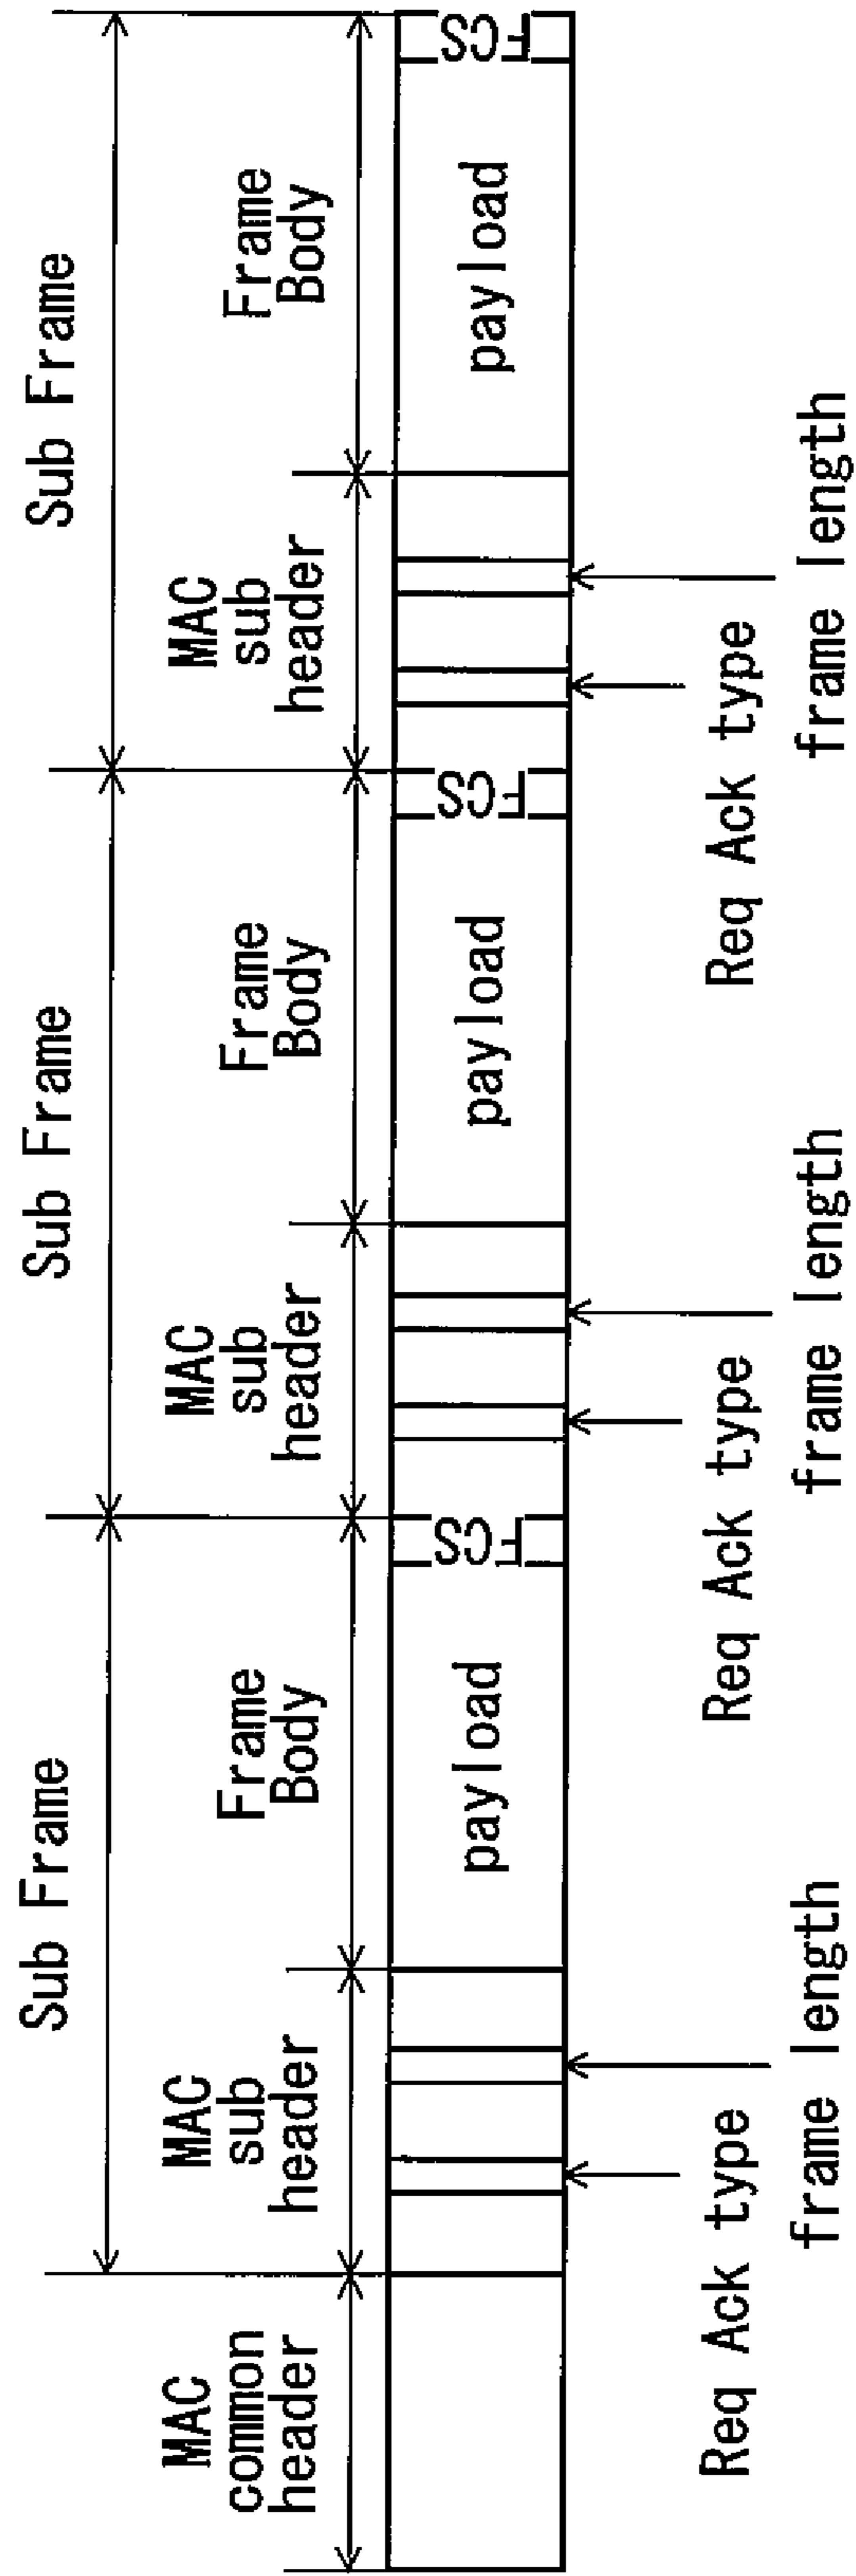 Sub Frame
Sub Frame
Sub Frame
MAC
common
header
MAC
sub
header
Frame
Body
MAC
sub
header
Frame
Body
MAC
sub
header
Frame
Body
payload
FCS
payload
FCS
payload
FCS
Req Ack type
frame length
Req Ack type
frame length
Req Ack type
frame length